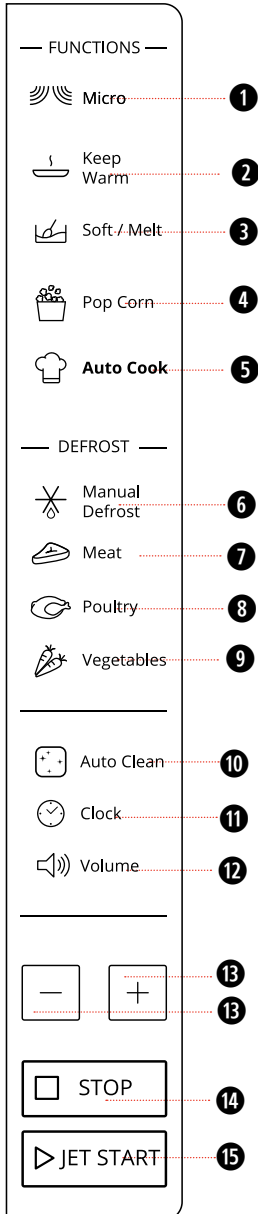 FUNCTIONS
Micro 1
Keep
Warm 2
Soft / Melt 3
Pop Corn 4
Auto Cook 5
DEFROST
Manual
Defrost 6
Meat 7
Poultry 8
Vegetables 9
Auto Clean 10
Clock 11
Volume 12
− + 13
13
STOP 14
JET START 15